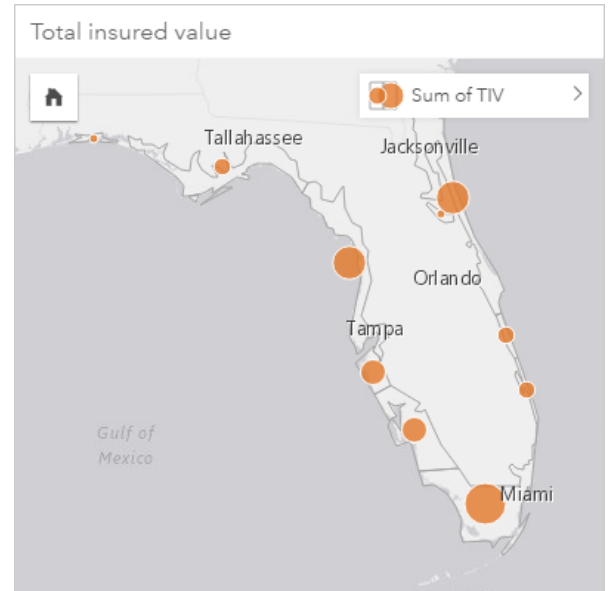 Total insured value
Sum of TIV
Tallahassee
Jacksonville
Orlando
Tampa
Gulf of
Mexico
Miami